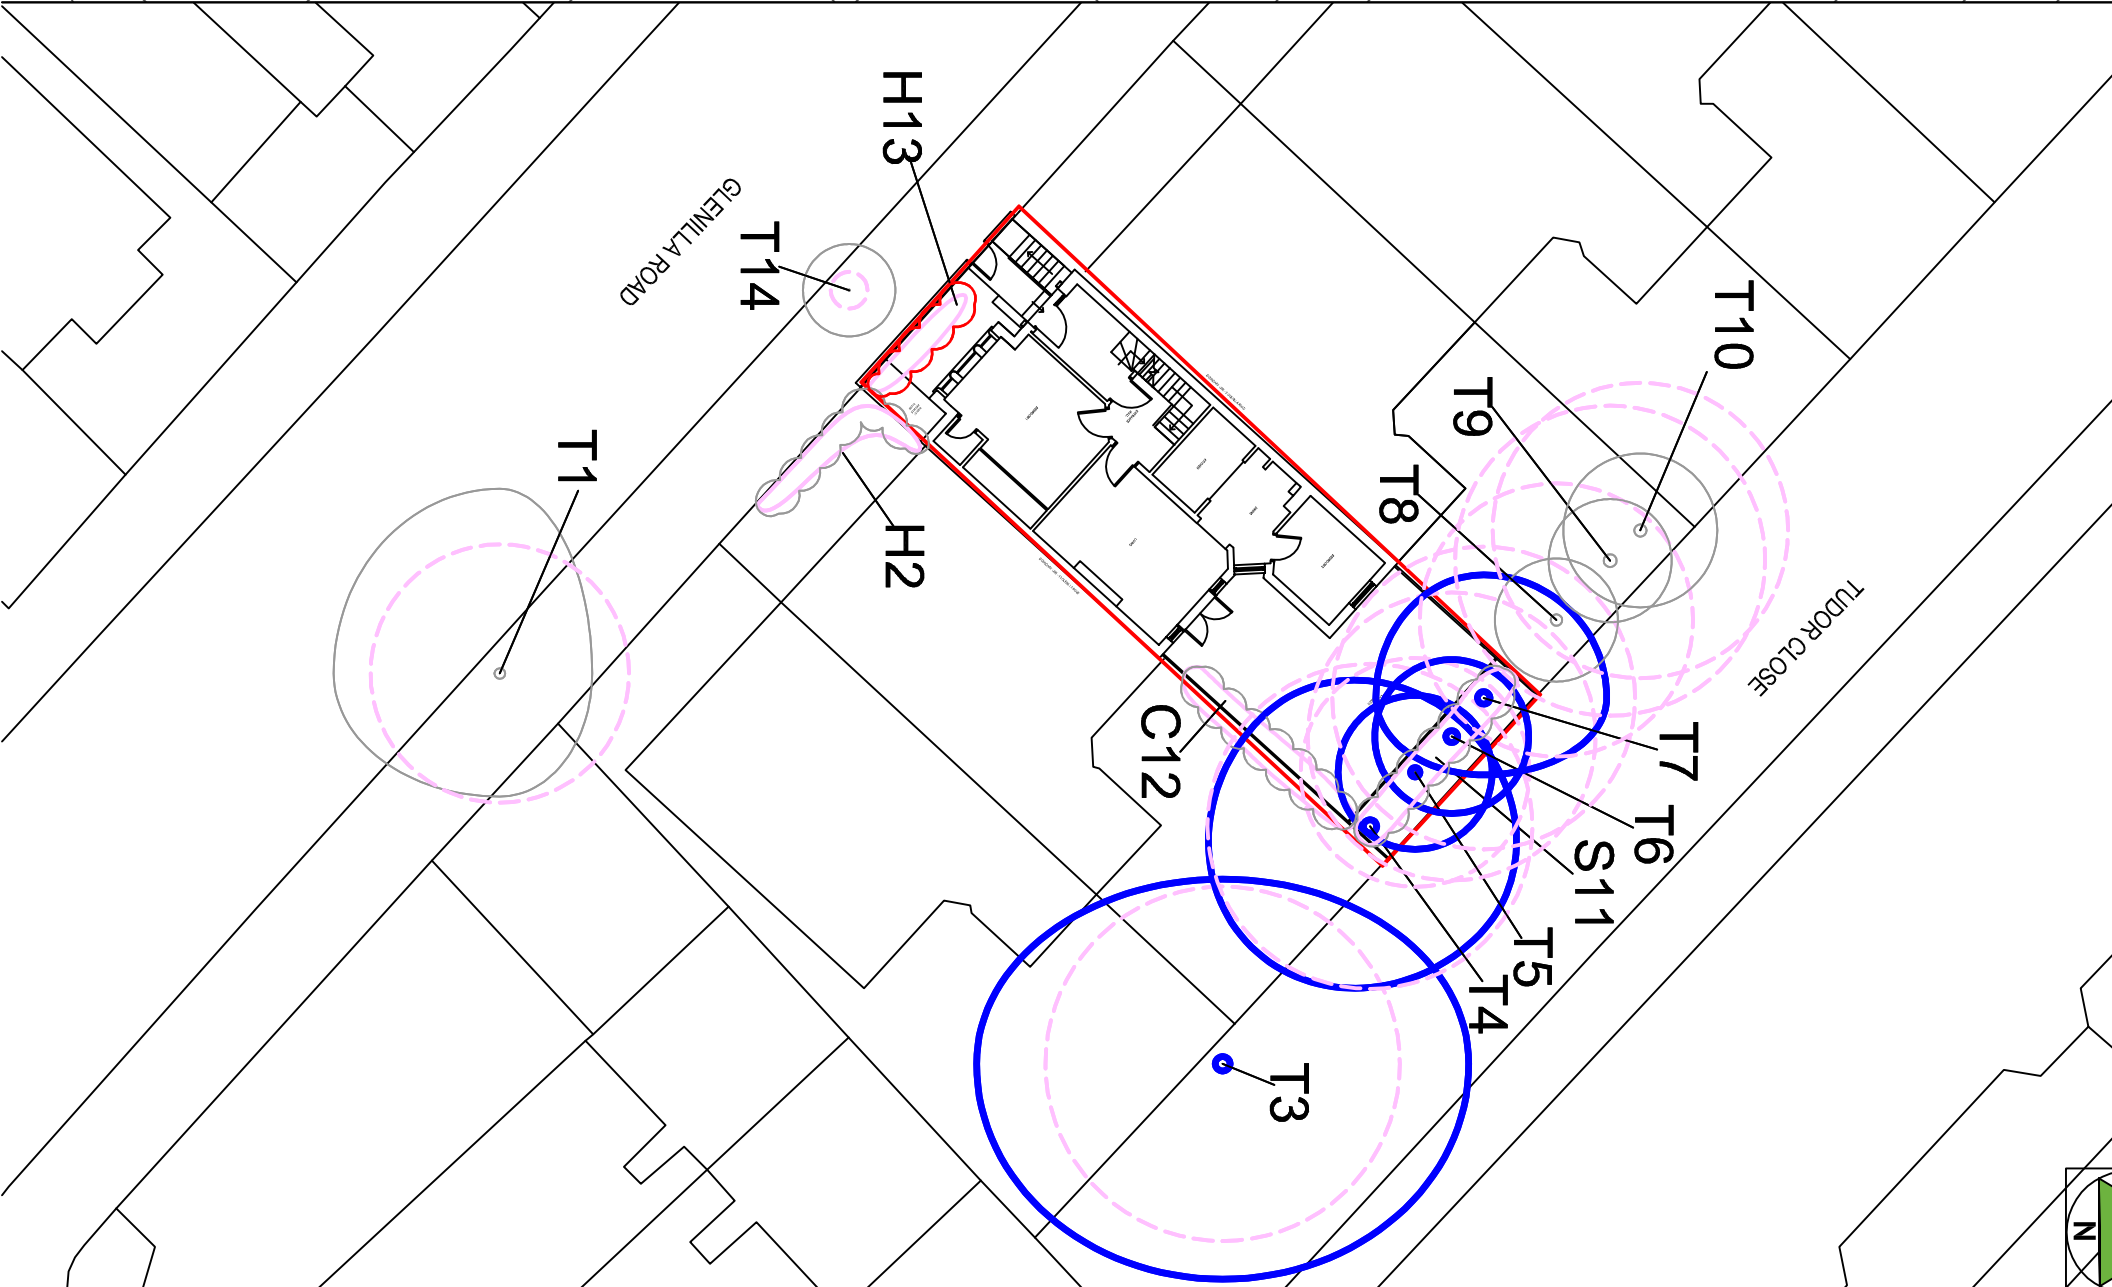 H13
GLENILLA ROAD
T14
T10
T9
T8
T1
H2
TUDOR CLOSE
C12
T7
T6
S11
T5
T4
T3
N